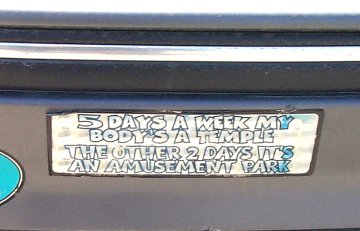 5 DAYS A WEEK MY
BODY'S A TEMPLE
THE OTHER 2 DAYS IT'S
AN AMUSEMENT PARK